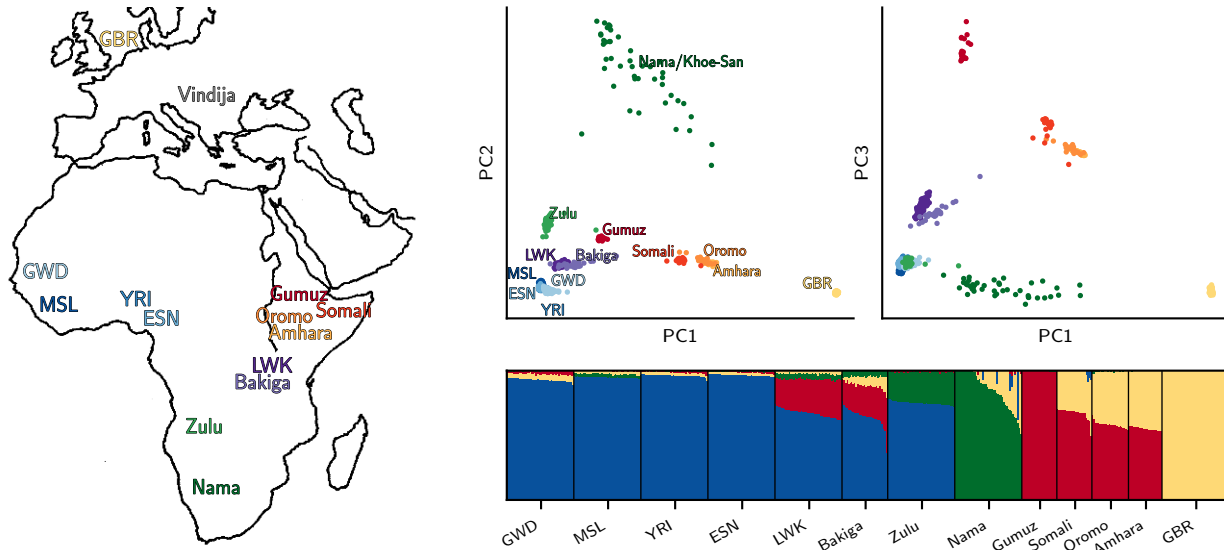 GBR
Vindija
GWD
MSL
YRI
ESN
Gumuz
Somali
Oromo
Amhara
LWK
Bakiga
Zulu
Nama
PC2
Nama/Khoe-San
Zulu
Gumuz
LWK
Bakiga
Somali
Oromo
MSL
GWD
Amhara
ESN
GBR
YRI
PC1
PC3
PC1
GWD
MSL
YRI
ESN
LWK
Bakiga
Zulu
Nama
Gumuz
Somali
Oromo
Amhara
GBR